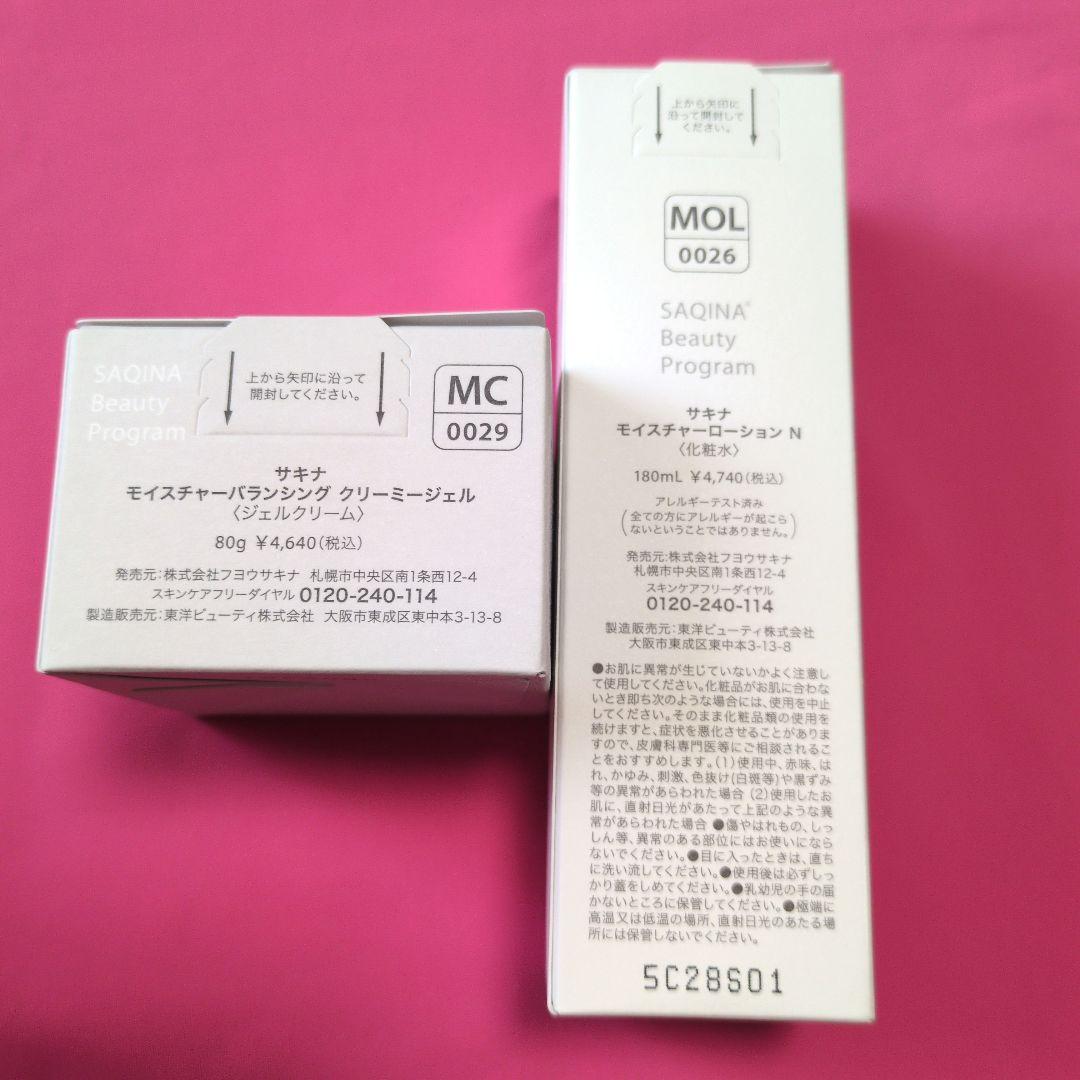 SAQINA
Beauty
Program
上から矢印に沿って
開封してください。
MC
0029
サキナ
モイスチャーバランシング クリーミージェル
〈ジェルクリーム〉
80g ¥4,640(税込)
発売元:株式会社フヨウサキナ 札幌市中央区南1条西12-4
スキンケアフリーダイヤル 0120-240-114
製造販売元:東洋ビューティ株式会社 大阪市東成区東中本3-13-8
上から矢印に
沿って開封して
ください。
MOL
0026
SAQINA®
Beauty
Program
サキナ
モイスチャーローション N
〈化粧水〉
180mL ¥4,740(税込)
アレルギーテスト済み
(全ての方にアレルギーが起こら
ないということではありません。)
発売元:株式会社フヨウサキナ
札幌市中央区南1条西12-4
スキンケアフリーダイヤル
0120-240-114
製造販売元:東洋ビューティ株式会社
大阪市東成区東中本3-13-8
●お肌に異常が生じていないかよく注意し
て使用してください。化粧品がお肌に合わな
いとき即ち次のような場合には、使用を中止
してください。そのまま化粧品類の使用を
続けますと、症状を悪化させることがありま
すので、皮膚科専門医等にご相談されるこ
とをおすすめします。(1)使用中、赤味、は
れ、かゆみ、刺激、色抜け(白斑等)や黒ずみ
等の異常があらわれた場合 (2)使用したお
肌に、直射日光があたって上記のような異
常があらわれた場合 ●傷やはれもの、しっ
しん等、異常のある部位にはお使いになら
ないでください。●目に入ったときは、直ち
に洗い流してください。●使用後は必ずしっ
かり蓋をしめてください。●乳幼児の手の届
かないところに保管してください。●極端に
高温又は低温の場所、直射日光のあたる場
所には保管しないでください。
5C28S01